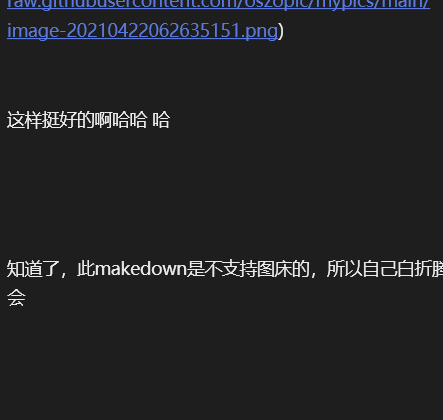 raw.githubusercontent.com/oszopic/mypics/main/
image-20210422062635151.png)
这样挺好的啊哈哈 哈
知道了，此makedown是不支持图床的，所以自己白折腾
会